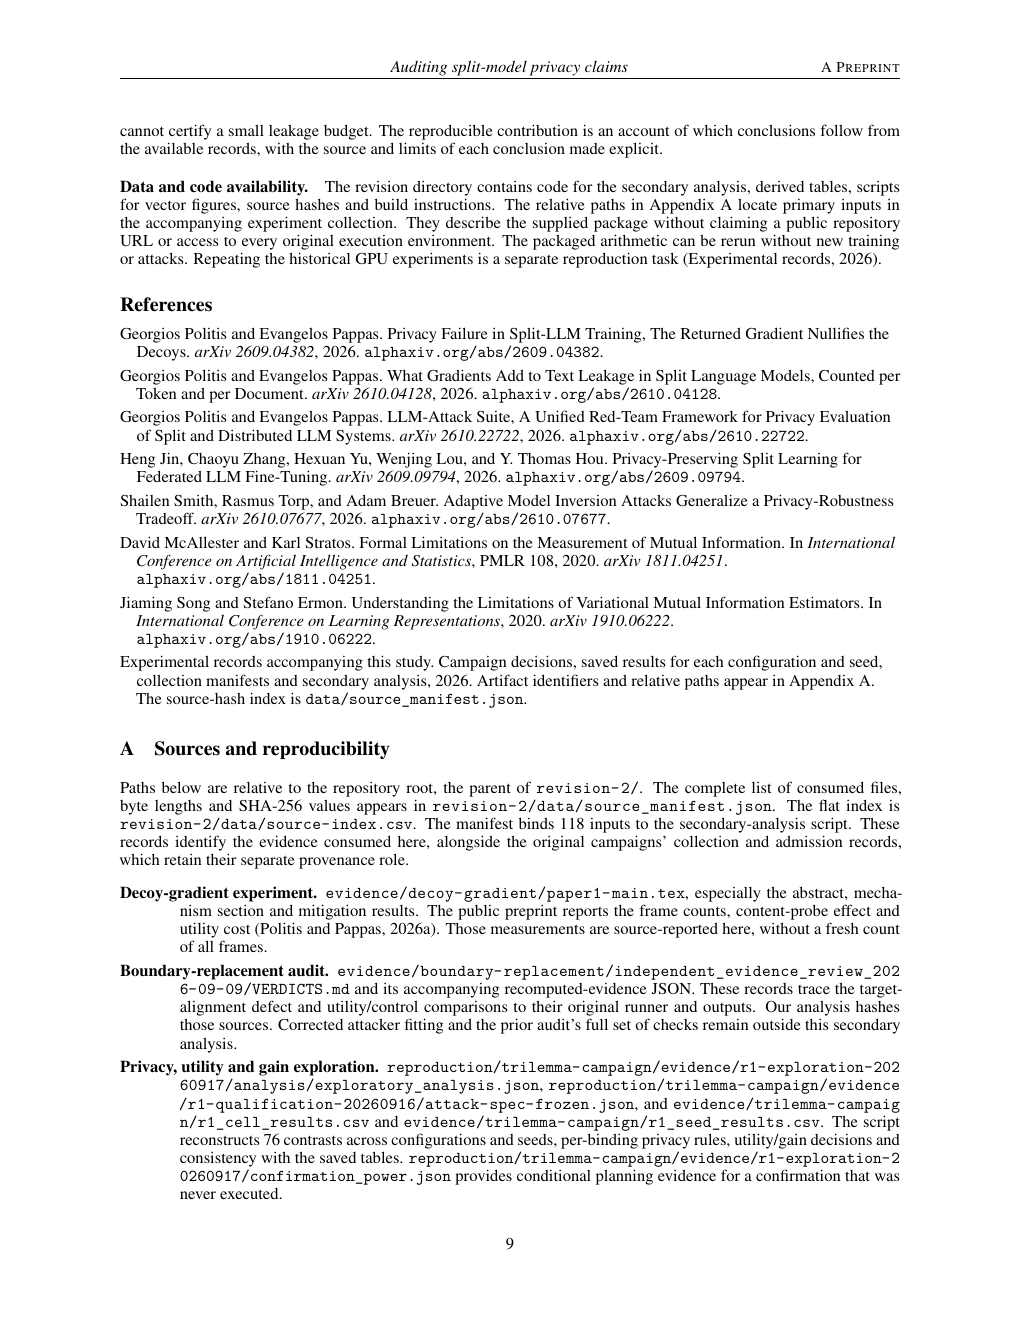 Auditing split-model privacy claims
A PREPRINT
cannot certify a small leakage budget. The reproducible contribution is an account of which conclusions follow from
the available records, with the source and limits of each conclusion made explicit.
Data and code availability. The revision directory contains code for the secondary analysis, derived tables, scripts
for vector figures, source hashes and build instructions. The relative paths in Appendix A locate primary inputs in
the accompanying experiment collection. They describe the supplied package without claiming a public repository
URL or access to every original execution environment. The packaged arithmetic can be rerun without new training
or attacks. Repeating the historical GPU experiments is a separate reproduction task (Experimental records, 2026).
References
Georgios Politis and Evangelos Pappas. Privacy Failure in Split-LLM Training, The Returned Gradient Nullifies the
Decoys. arXiv 2609.04382, 2026. alphaxiv.org/abs/2609.04382.
Georgios Politis and Evangelos Pappas. What Gradients Add to Text Leakage in Split Language Models, Counted per
Token and per Document. arXiv 2610.04128, 2026. alphaxiv.org/abs/2610.04128.
Georgios Politis and Evangelos Pappas. LLM-Attack Suite, A Unified Red-Team Framework for Privacy Evaluation
of Split and Distributed LLM Systems. arXiv 2610.22722, 2026. alphaxiv.org/abs/2610.22722.
Heng Jin, Chaoyu Zhang, Hexuan Yu, Wenjing Lou, and Y. Thomas Hou. Privacy-Preserving Split Learning for
Federated LLM Fine-Tuning. arXiv 2609.09794, 2026. alphaxiv.org/abs/2609.09794.
Shailen Smith, Rasmus Torp, and Adam Breuer. Adaptive Model Inversion Attacks Generalize a Privacy-Robustness
Tradeoff. arXiv 2610.07677, 2026. alphaxiv.org/abs/2610.07677.
David McAllester and Karl Stratos. Formal Limitations on the Measurement of Mutual Information. In International
Conference on Artificial Intelligence and Statistics, PMLR 108, 2020. arXiv 1811.04251.
alphaxiv.org/abs/1811.04251.
Jiaming Song and Stefano Ermon. Understanding the Limitations of Variational Mutual Information Estimators. In
International Conference on Learning Representations, 2020. arXiv 1910.06222.
alphaxiv.org/abs/1910.06222.
Experimental records accompanying this study. Campaign decisions, saved results for each configuration and seed,
collection manifests and secondary analysis, 2026. Artifact identifiers and relative paths appear in Appendix A.
The source-hash index is data/source_manifest.json.
A Sources and reproducibility
Paths below are relative to the repository root, the parent of revision-2/. The complete list of consumed files,
byte lengths and SHA-256 values appears in revision-2/data/source_manifest.json. The flat index is
revision-2/data/source-index.csv. The manifest binds 118 inputs to the secondary-analysis script. These
records identify the evidence consumed here, alongside the original campaigns' collection and admission records,
which retain their separate provenance role.
Decoy-gradient experiment. evidence/decoy-gradient/paper1-main.tex, especially the abstract, mecha-
nism section and mitigation results. The public preprint reports the frame counts, content-probe effect and
utility cost (Politis and Pappas, 2026a). Those measurements are source-reported here, without a fresh count
of all frames.
Boundary-replacement audit. evidence/boundary-replacement/independent_evidence_review_202
6-09-09/VERDICTS.md and its accompanying recomputed-evidence JSON. These records trace the target-
alignment defect and utility/control comparisons to their original runner and outputs. Our analysis hashes
those sources. Corrected attacker fitting and the prior audit's full set of checks remain outside this secondary
analysis.
Privacy, utility and gain exploration. reproduction/trilemma-campaign/evidence/r1-exploration-202
60917/analysis/exploratory_analysis.json, reproduction/trilemma-campaign/evidence
/r1-qualification-20260916/attack-spec-frozen.json, and evidence/trilemma-campaig
n/r1_cell_results.csv and evidence/trilemma-campaign/r1_seed_results.csv. The script
reconstructs 76 contrasts across configurations and seeds, per-binding privacy rules, utility/gain decisions and
consistency with the saved tables. reproduction/trilemma-campaign/evidence/r1-exploration-2
0260917/confirmation_power.json provides conditional planning evidence for a confirmation that was
never executed.
9